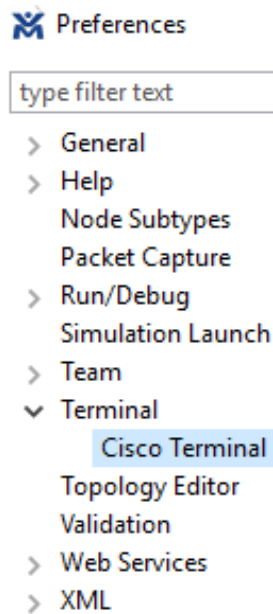 Preferences
type filter text
General
Help
Node Subtypes
Packet Capture
Run/Debug
Simulation Launch
Team
Terminal
Cisco Terminal
Topology Editor
Validation
Web Services
XML